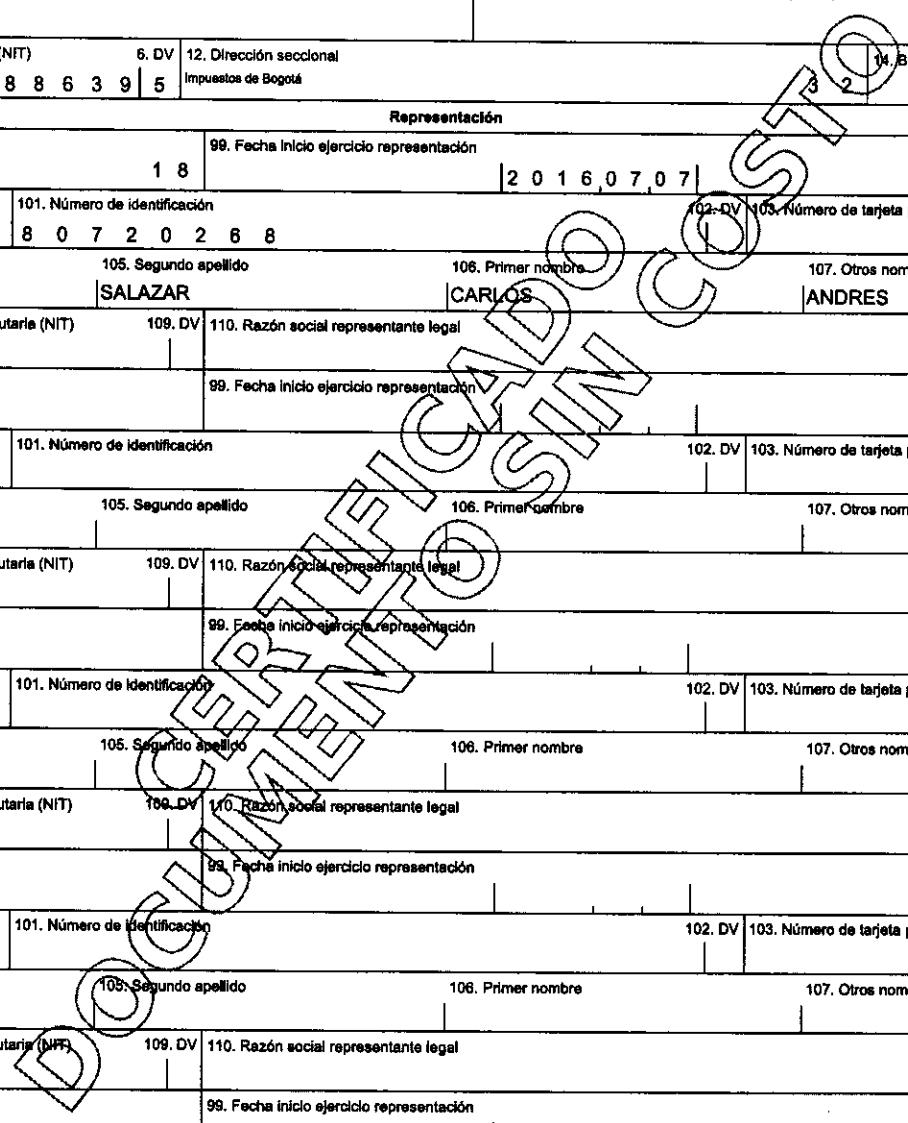 (NIT) 6. DV 12. Dirección seccional 14. B
8 8 6 3 9 5 Impuestos de Bogotá 3 2
Representación
99. Fecha inicio ejercicio representación
1 8 2 0 1 6 0 7 0 7
101. Número de identificación 102. DV 103. Número de tarjeta
8 0 7 2 0 2 6 8
105. Segundo apellido 106. Primer nombre 107. Otros nom
SALAZAR CARLOS ANDRES
utaria (NIT) 109. DV 110. Razón social representante legal
99. Fecha inicio ejercicio representación
101. Número de identificación 102. DV 103. Número de tarjeta
105. Segundo apellido 106. Primer nombre 107. Otros nom
utaria (NIT) 109. DV 110. Razón social representante legal
99. Fecha inicio ejercicio representación
101. Número de identificación 102. DV 103. Número de tarjeta
105. Segundo apellido 106. Primer nombre 107. Otros nom
utaria (NIT) 109. DV 110. Razón social representante legal
99. Fecha inicio ejercicio representación
101. Número de identificación 102. DV 103. Número de tarjeta
105. Segundo apellido 106. Primer nombre 107. Otros nom
utaria (NIT) 109. DV 110. Razón social representante legal
99. Fecha inicio ejercicio representación
CERTIFICADO
DOCUMENTO SIN COSTO